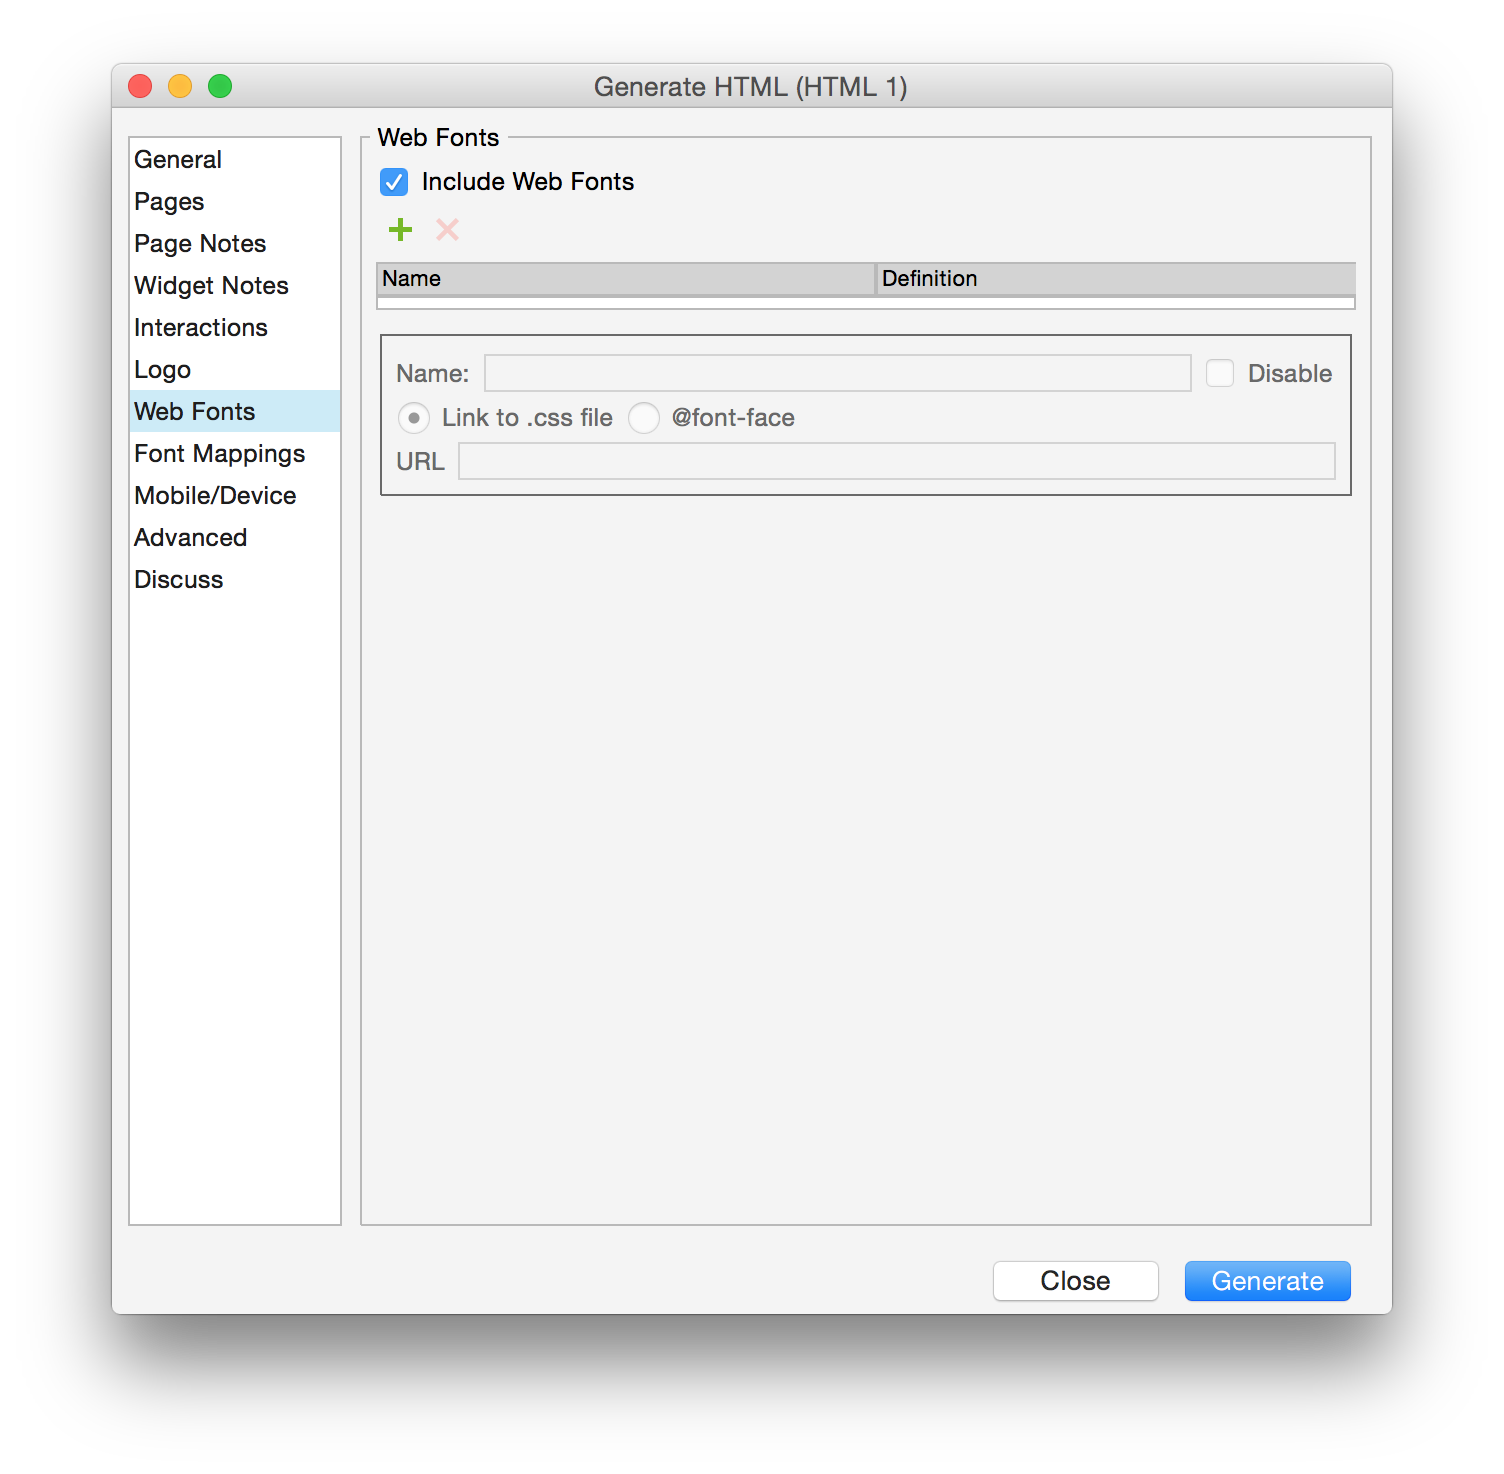 Generate HTML (HTML 1)
General
Pages
Page Notes
Widget Notes
Interactions
Logo
Web Fonts
Font Mappings
Mobile/Device
Advanced
Discuss
Web Fonts
Include Web Fonts
Name Definition
Name: Disable
Link to .css file @font-face
URL
Close Generate